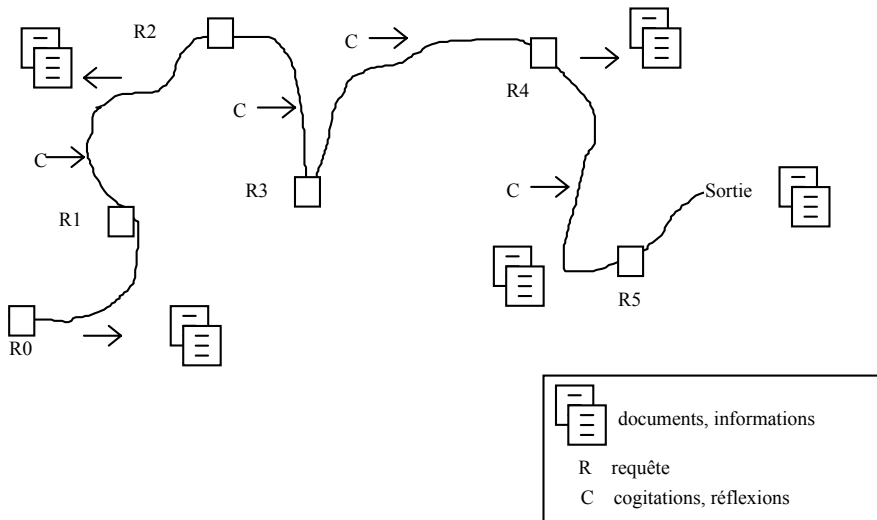 R2
C
R4
C
C
R3
C
Sortie
R1
R5
R0
documents, informations
R requête
C cogitations, réflexions